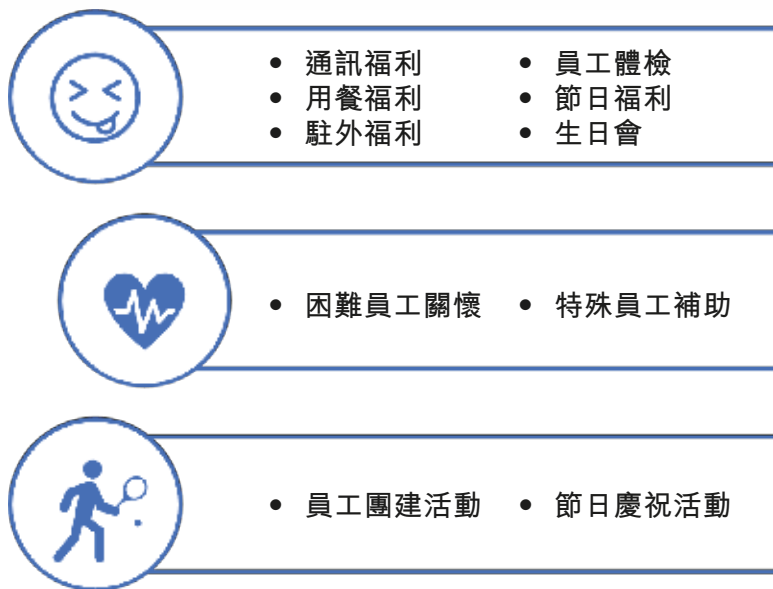 • 通訊福利 • 員工體檢
• 用餐福利 • 節日福利
• 駐外福利 • 生日會
• 困難員工關懷 • 特殊員工補助
• 員工團建活動 • 節日慶祝活動